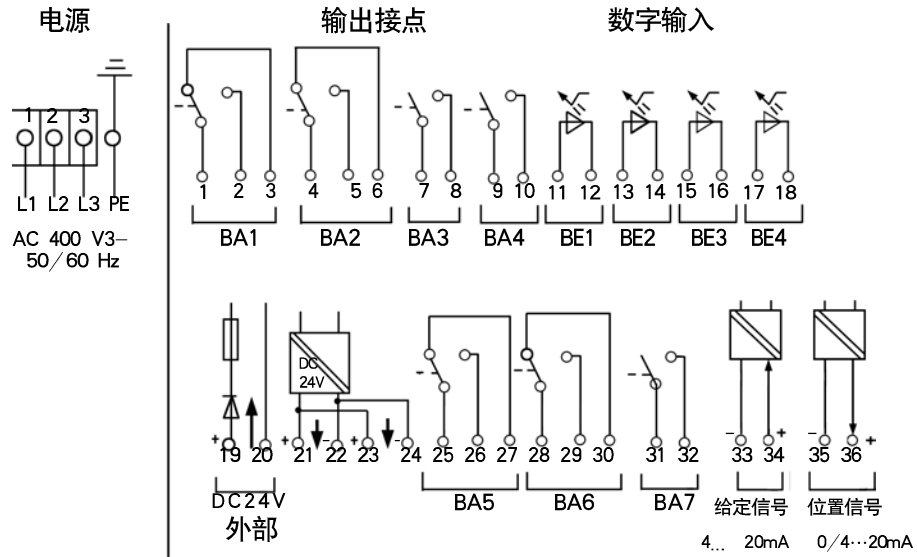 电源 输出接点 数字输入
1 2 3
1 2 3 4 5 6 7 8 9 10 11 12 13 14 15 16 17 18
L1 L2 L3 PE
BA1 BA2 BA3 BA4 BE1 BE2 BE3 BE4
AC 400 V3~
50/60 Hz
DC
24V
+ + - + - - + - +
19 20 21 22 23 24 25 26 27 28 29 30 31 32 33 34 35 36
DC24V BA5 BA6 BA7 给定信号 位置信号
外部
4... 20mA 0/4…20mA